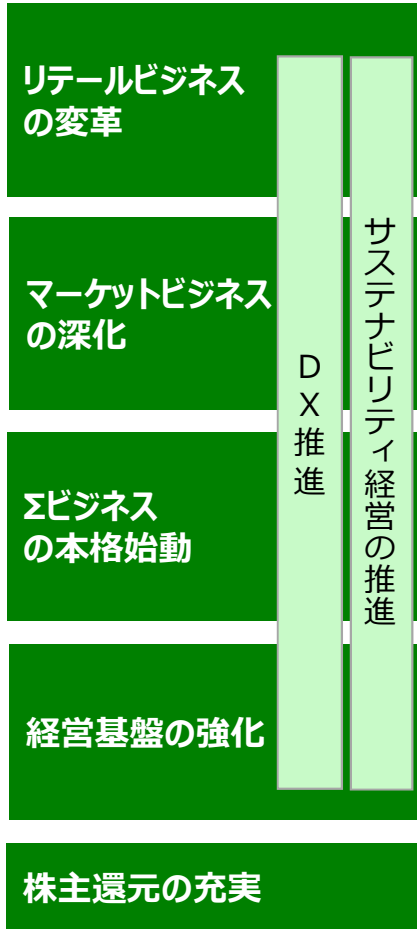 リテールビジネス
の変革
マーケットビジネス
の深化
Σビジネス
の本格始動
経営基盤の強化
株主還元の充実
DX推進
サステナビリティ経営の推進